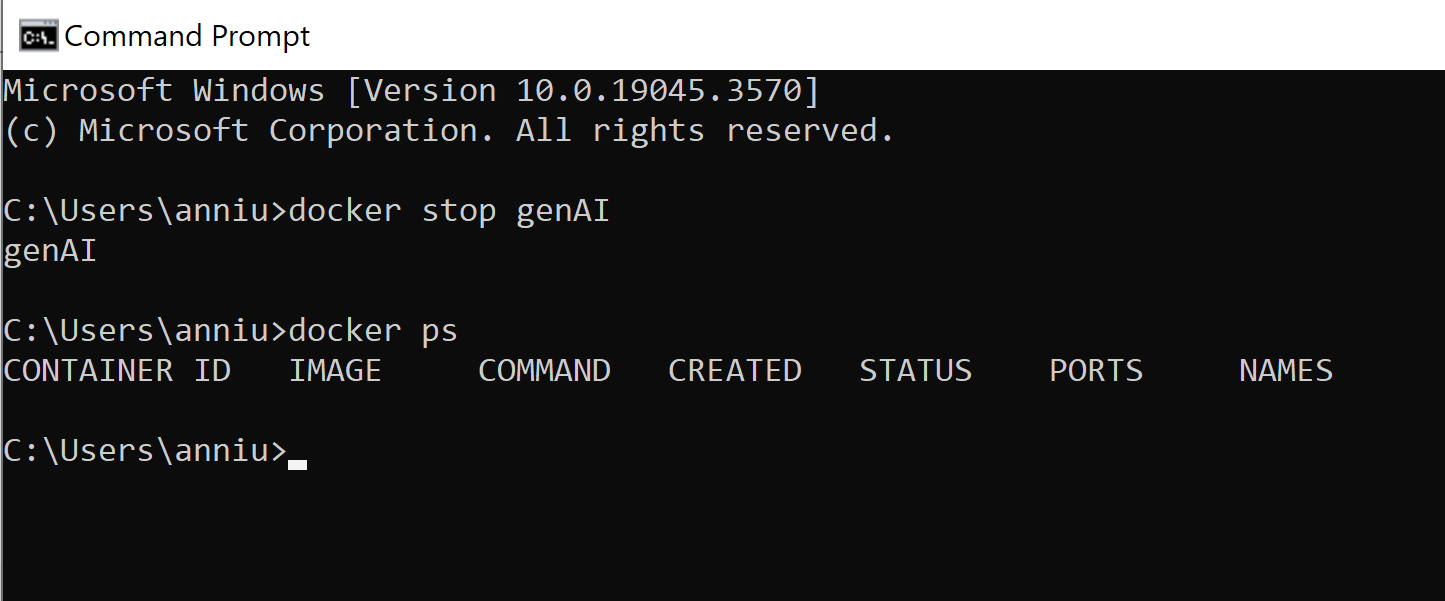 Command Prompt
Microsoft Windows [Version 10.0.19045.3570]
(c) Microsoft Corporation. All rights reserved.
C:\Users\anniu>docker stop genAI
genAI
C:\Users\anniu>docker ps
CONTAINER ID   IMAGE     COMMAND   CREATED   STATUS    PORTS     NAMES
C:\Users\anniu>